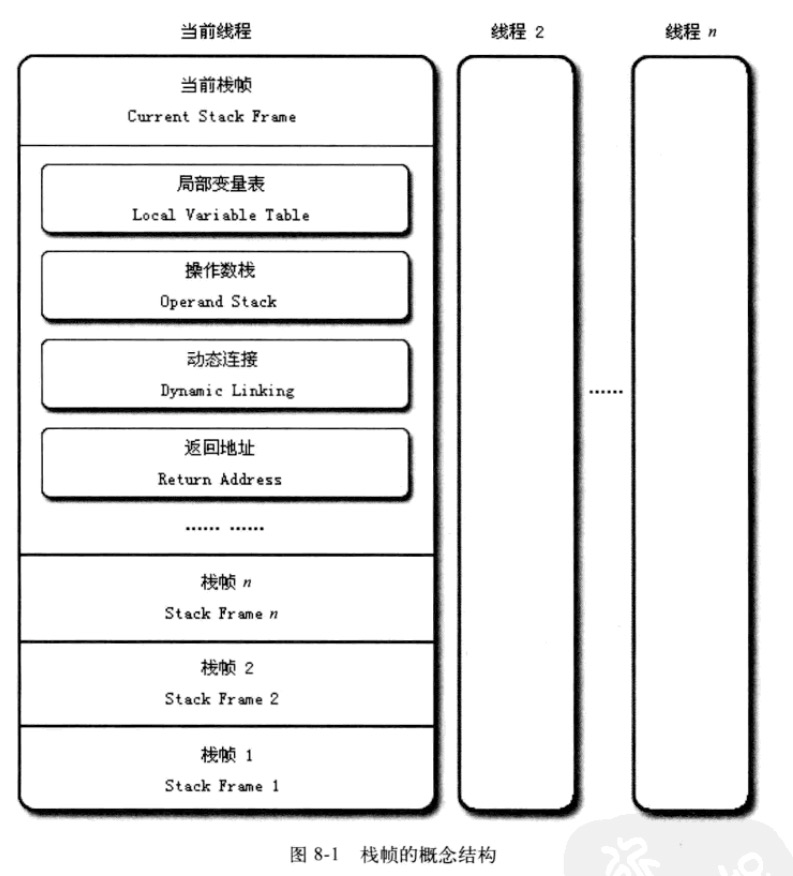 当前线程
线程 2
线程 n
当前栈帧
Current Stack Frame
局部变量表
Local Variable Table
操作数栈
Operand Stack
动态连接
Dynamic Linking
返回地址
Return Address
…… ……
……
栈帧 n
Stack Frame n
栈帧 2
Stack Frame 2
栈帧 1
Stack Frame 1
图 8-1 栈帧的概念结构